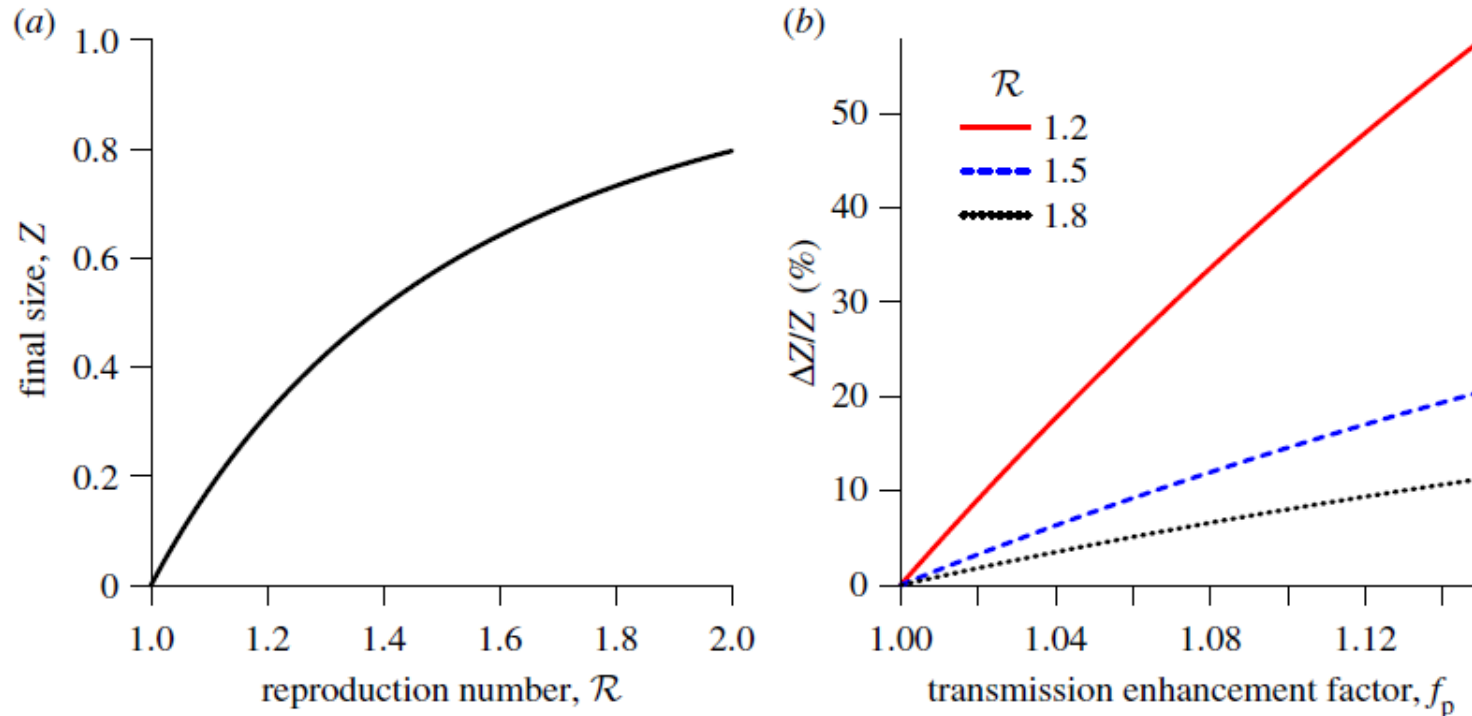 (a)
1.0
0.8
0.6
0.4
0.2
0
final size, Z
1.0 1.2 1.4 1.6 1.8 2.0
reproduction number, ℛ
(b)
ℛ
1.2
1.5
1.8
50
40
30
20
10
0
ΔZ/Z (%)
1.00 1.04 1.08 1.12
transmission enhancement factor, fₚ